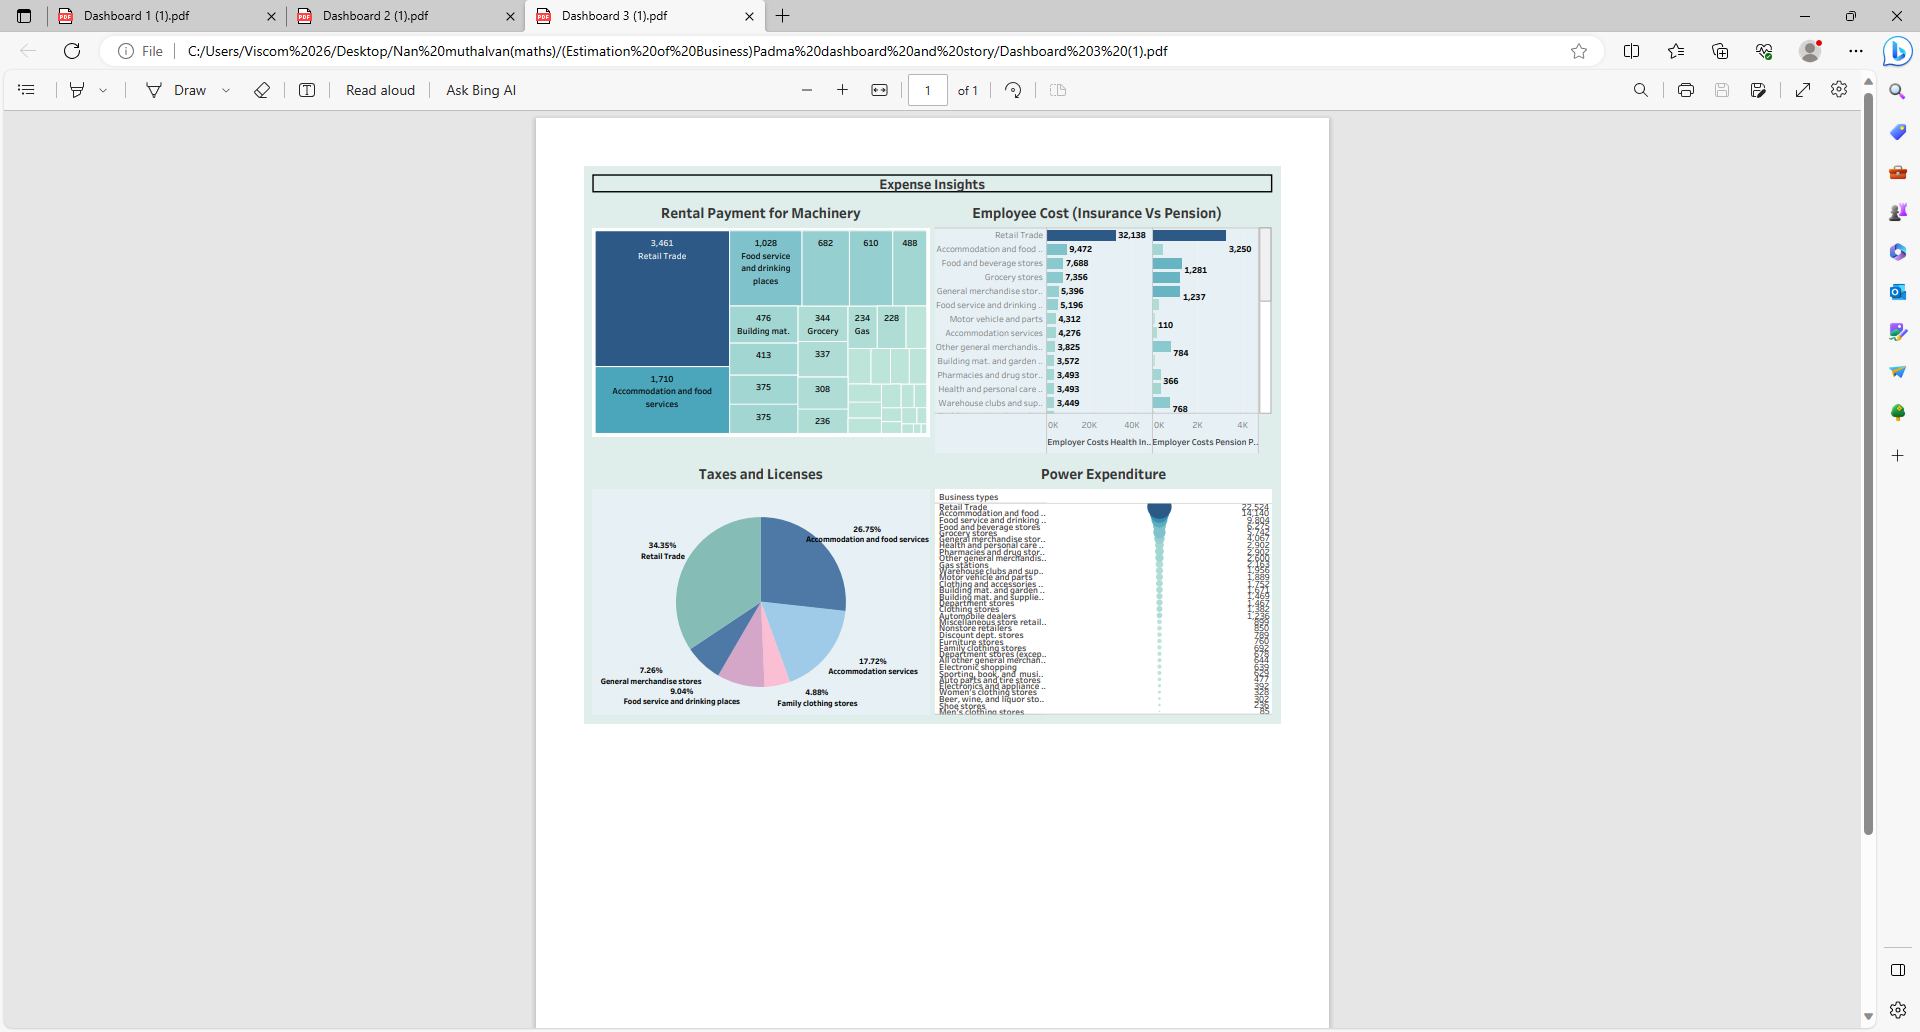 Dashboard 1 (1).pdf
Dashboard 2 (1).pdf
Dashboard 3 (1).pdf
File
C:/Users/Viscom%2026/Desktop/Nan%20muthalvan(maths)/(Estimation%20of%20Business)Padma%20dashboard%20and%20story/Dashboard%203%20(1).pdf
Draw
Read aloud
Ask Bing AI
1
of 1
Expense Insights
Rental Payment for Machinery
3,461
Retail Trade
1,028
Food service
and drinking
places
682
610
488
476
Building mat.
344
Grocery
234
Gas
228
413
337
1,710
Accommodation and food
services
375
308
375
236
Employee Cost (Insurance Vs Pension)
Retail Trade 32,138
Accommodation and food .. 9,472 3,250
Food and beverage stores 7,688 1,281
Grocery stores 7,356
General merchandise stor.. 5,396 1,237
Food service and drinking .. 5,196
Motor vehicle and parts 4,312 110
Accommodation services 4,276
Other general merchandis.. 3,825 784
Building mat. and garden .. 3,572
Pharmacies and drug stor.. 3,493 366
Health and personal care .. 3,493
Warehouse clubs and sup.. 3,449 768
0K 20K 40K 0K 2K 4K
Employer Costs Health In.. Employer Costs Pension P..
Taxes and Licenses
26.75%
Accommodation and food services
34.35%
Retail Trade
17.72%
Accommodation services
7.26%
General merchandise stores
9.04%
Food service and drinking places
4.88%
Family clothing stores
Power Expenditure
Business types
Retail Trade 22,524
Accommodation and food .. 14,140
Food service and drinking .. 9,804
Food and beverage stores 6,275
Grocery stores 5,742
General merchandise stor.. 4,067
Health and personal care .. 2,902
Pharmacies and drug stor.. 2,902
Other general merchandis.. 2,600
Gas stations 2,163
Warehouse clubs and sup.. 1,956
Motor vehicle and parts 1,889
Clothing and accessories .. 1,752
Building mat. and garden .. 1,671
Building mat. and supplie.. 1,469
Department stores 1,467
Clothing stores 1,382
Automobile dealers 1,236
Miscellaneous store retail..
Nonstore retailers 850
Discount dept. stores 789
Furniture stores 760
Family clothing stores 692
Department stores (excep.. 678
All other general merchan.. 644
Electronic shopping 639
Sporting, book, and musi.. 629
Auto parts and tire stores 477
Electronics and appliance .. 392
Women's clothing stores 328
Beer, wine, and liquor sto.. 302
Shoe stores 236
Men's clothing stores 85